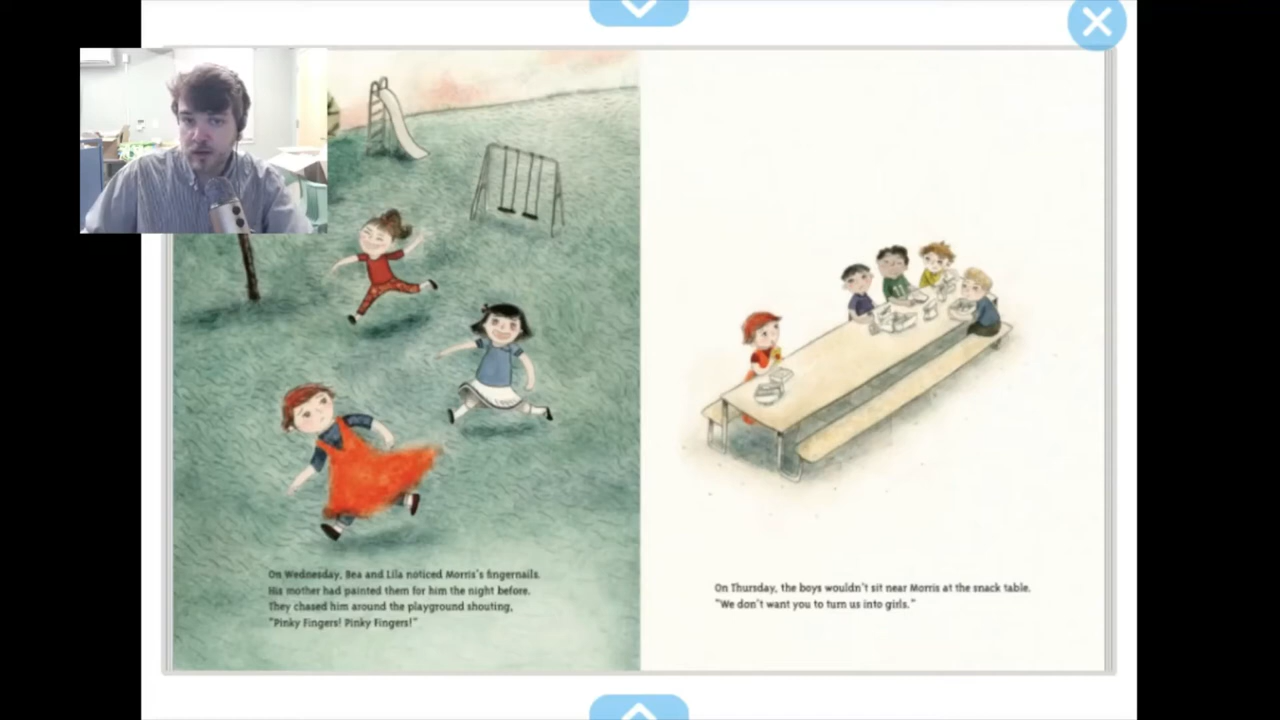 On Wednesday, Bea and Lila noticed Morris's fingernails.
His mother had painted them for him the night before.
They chased him around the playground shouting,
"Pinky Fingers! Pinky Fingers!"
On Thursday, the boys wouldn't sit near Morris at the snack table.
"We don't want you to turn us into girls."